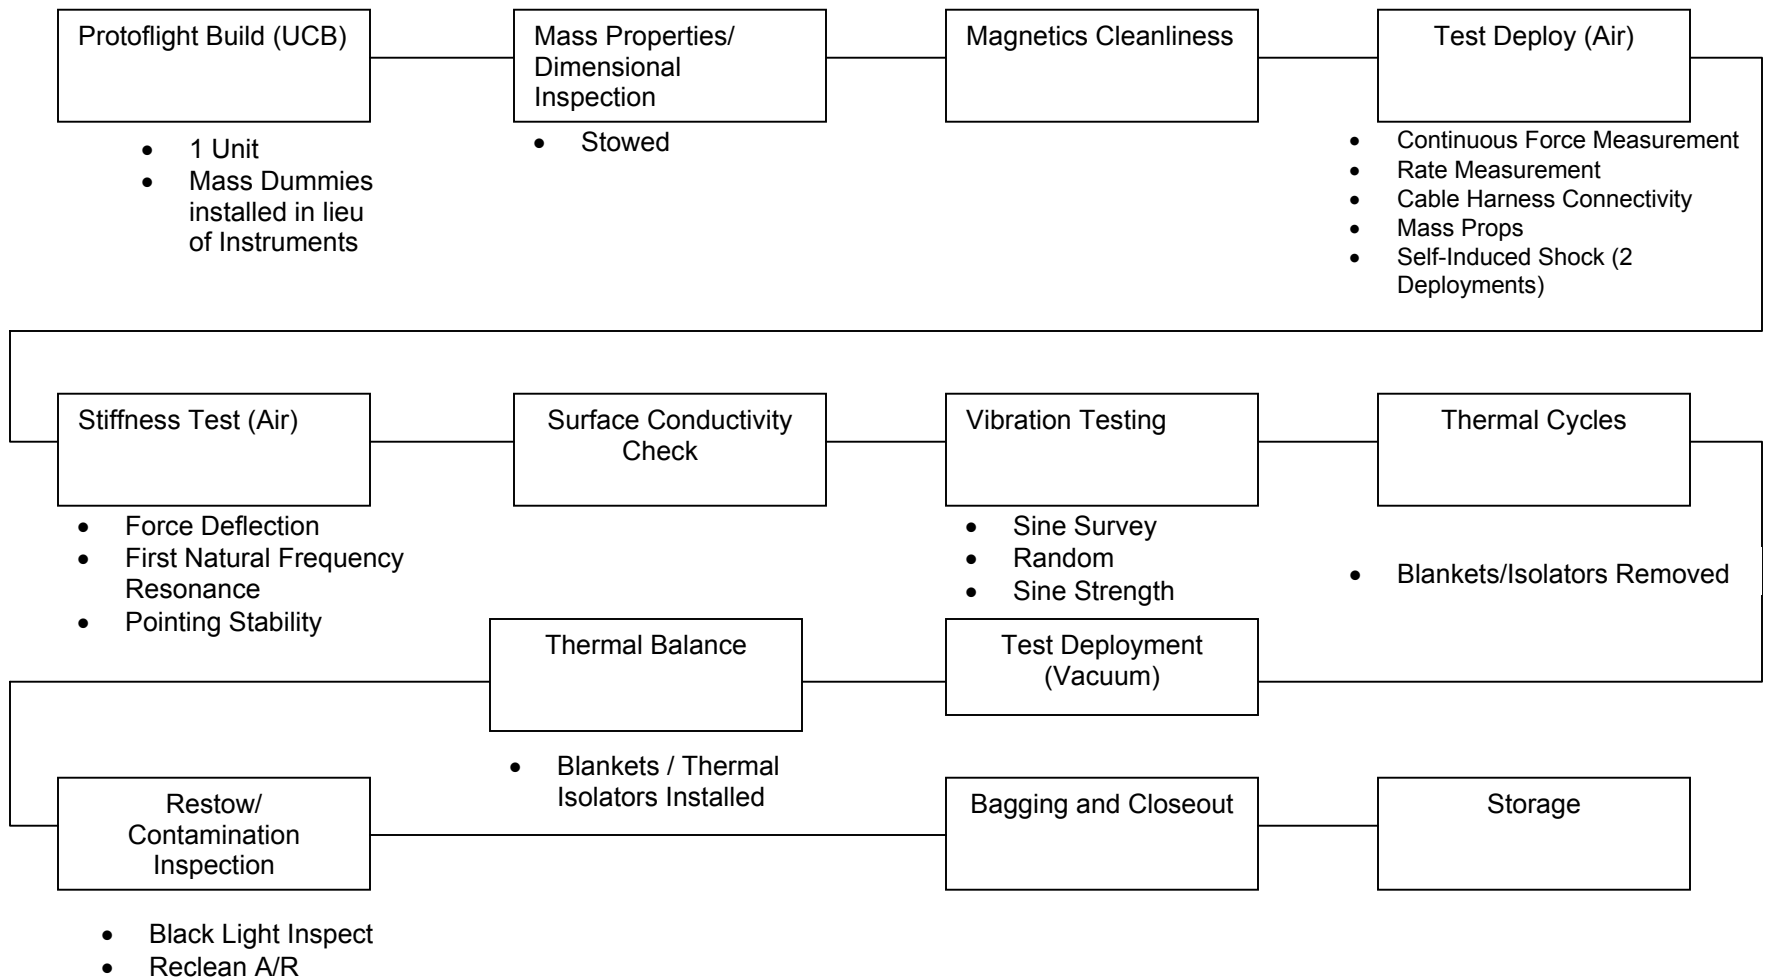 Protoflight Build (UCB)
• 1 Unit
• Mass Dummies
installed in lieu
of Instruments
Mass Properties/
Dimensional
Inspection
• Stowed
Magnetics Cleanliness
Test Deploy (Air)
• Continuous Force Measurement
• Rate Measurement
• Cable Harness Connectivity
• Mass Props
• Self-Induced Shock (2
Deployments)
Stiffness Test (Air)
• Force Deflection
• First Natural Frequency
Resonance
• Pointing Stability
Surface Conductivity
Check
Vibration Testing
• Sine Survey
• Random
• Sine Strength
Thermal Cycles
• Blankets/Isolators Removed
Test Deployment
(Vacuum)
Thermal Balance
• Blankets / Thermal
Isolators Installed
Restow/
Contamination
Inspection
• Black Light Inspect
• Reclean A/R
Bagging and Closeout
Storage